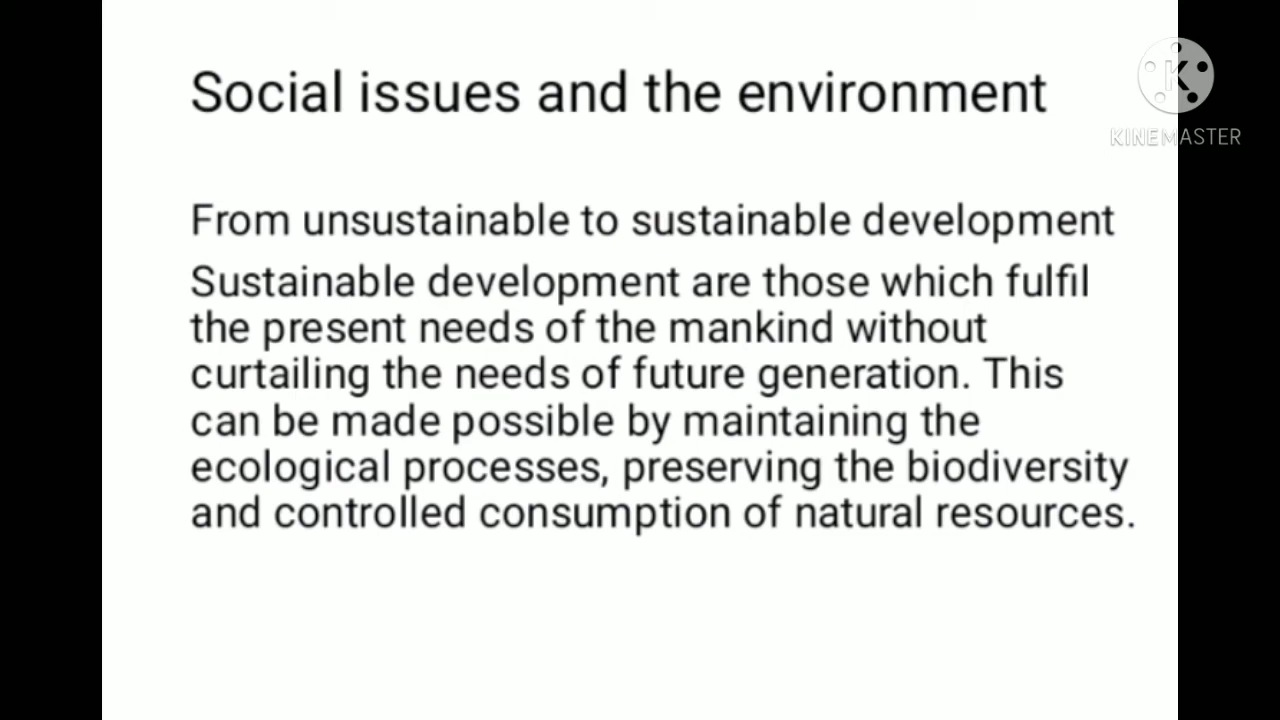 Social issues and the environment
KINEMASTER
From unsustainable to sustainable development
Sustainable development are those which fulfil
the present needs of the mankind without
curtailing the needs of future generation. This
can be made possible by maintaining the
ecological processes, preserving the biodiversity
and controlled consumption of natural resources.